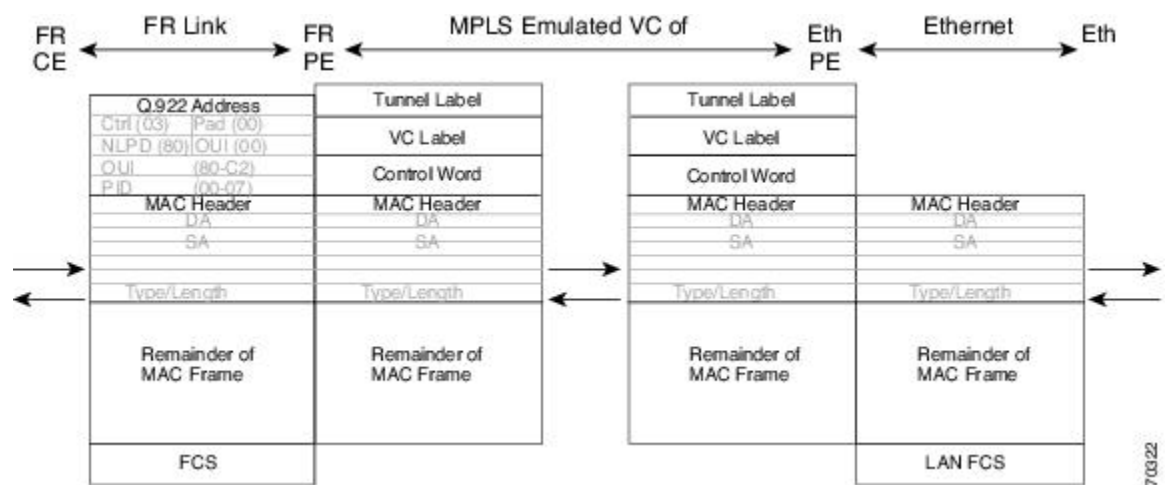 FR CE
FR Link
FR PE
MPLS Emulated VC of
Eth PE
Ethernet
Eth
Q.922 Address
Ctrl (03) Pad (00)
NLPD (80) OUI (00)
OUI (80-C2)
PID (00-07)
MAC Header
DA
SA
Type/Length
Remainder of
MAC Frame
FCS
Tunnel Label
VC Label
Control Word
MAC Header
DA
SA
Type/Length
Remainder of
MAC Frame
Tunnel Label
VC Label
Control Word
MAC Header
DA
SA
Type/Length
Remainder of
MAC Frame
MAC Header
DA
SA
Type/Length
Remainder of
MAC Frame
LAN FCS
70322